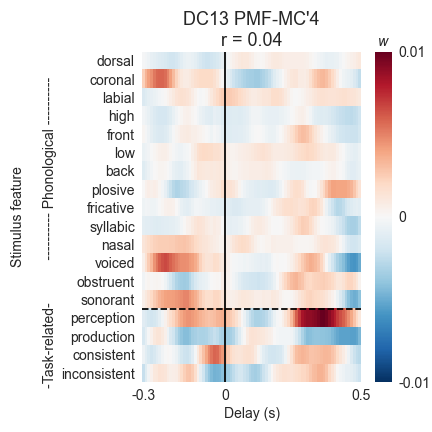 DC13 PMF-MC'4
r = 0.04
w
dorsal
coronal
labial
high
front
low
back
plosive
fricative
syllabic
nasal
voiced
obstruent
sonorant
perception
production
consistent
inconsistent
Stimulus feature
-Task-related- ---------- Phonological ----------
0.01
0
-0.01
-0.3 0 0.5
Delay (s)